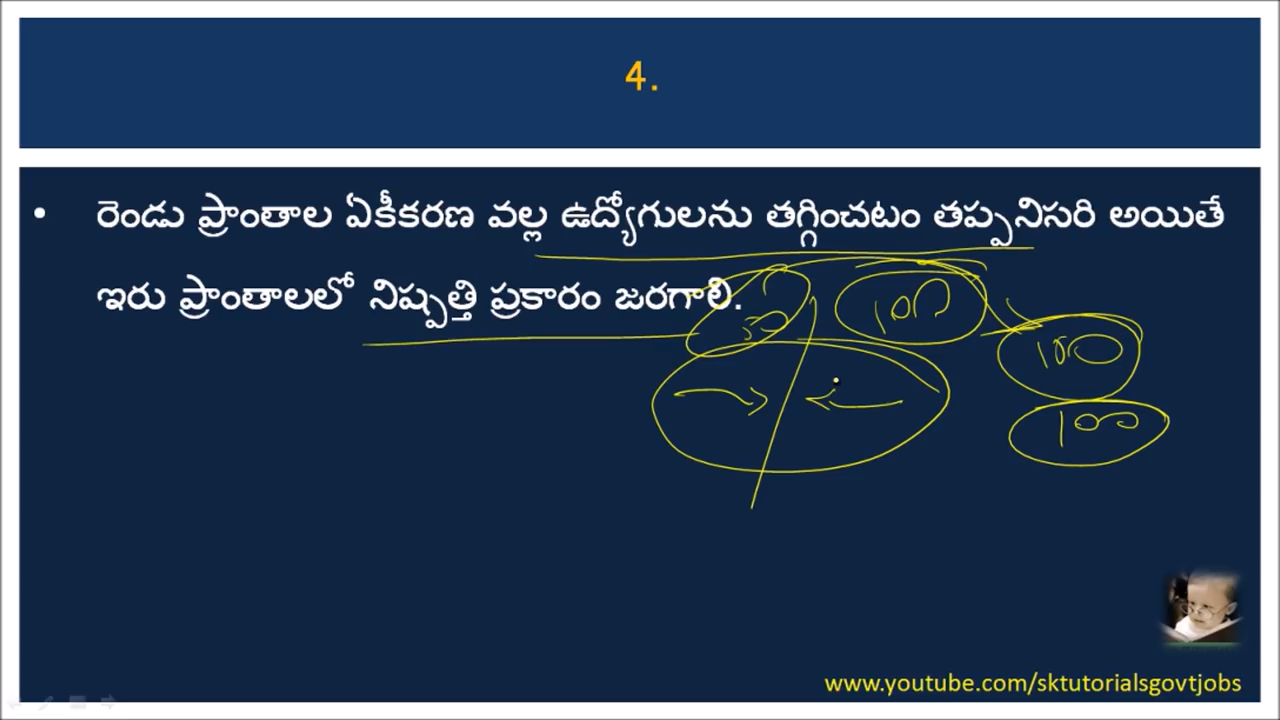 4.
• రెండు ప్రాంతాల ఏకీకరణ వల్ల ఉద్యోగులను తగ్గించటం తప్పనిసరి అయితే
ఇరు ప్రాంతాలలో నిష్పత్తి ప్రకారం జరగాలి.
50 100
100
100
www.youtube.com/sktutorialsgovtjobs